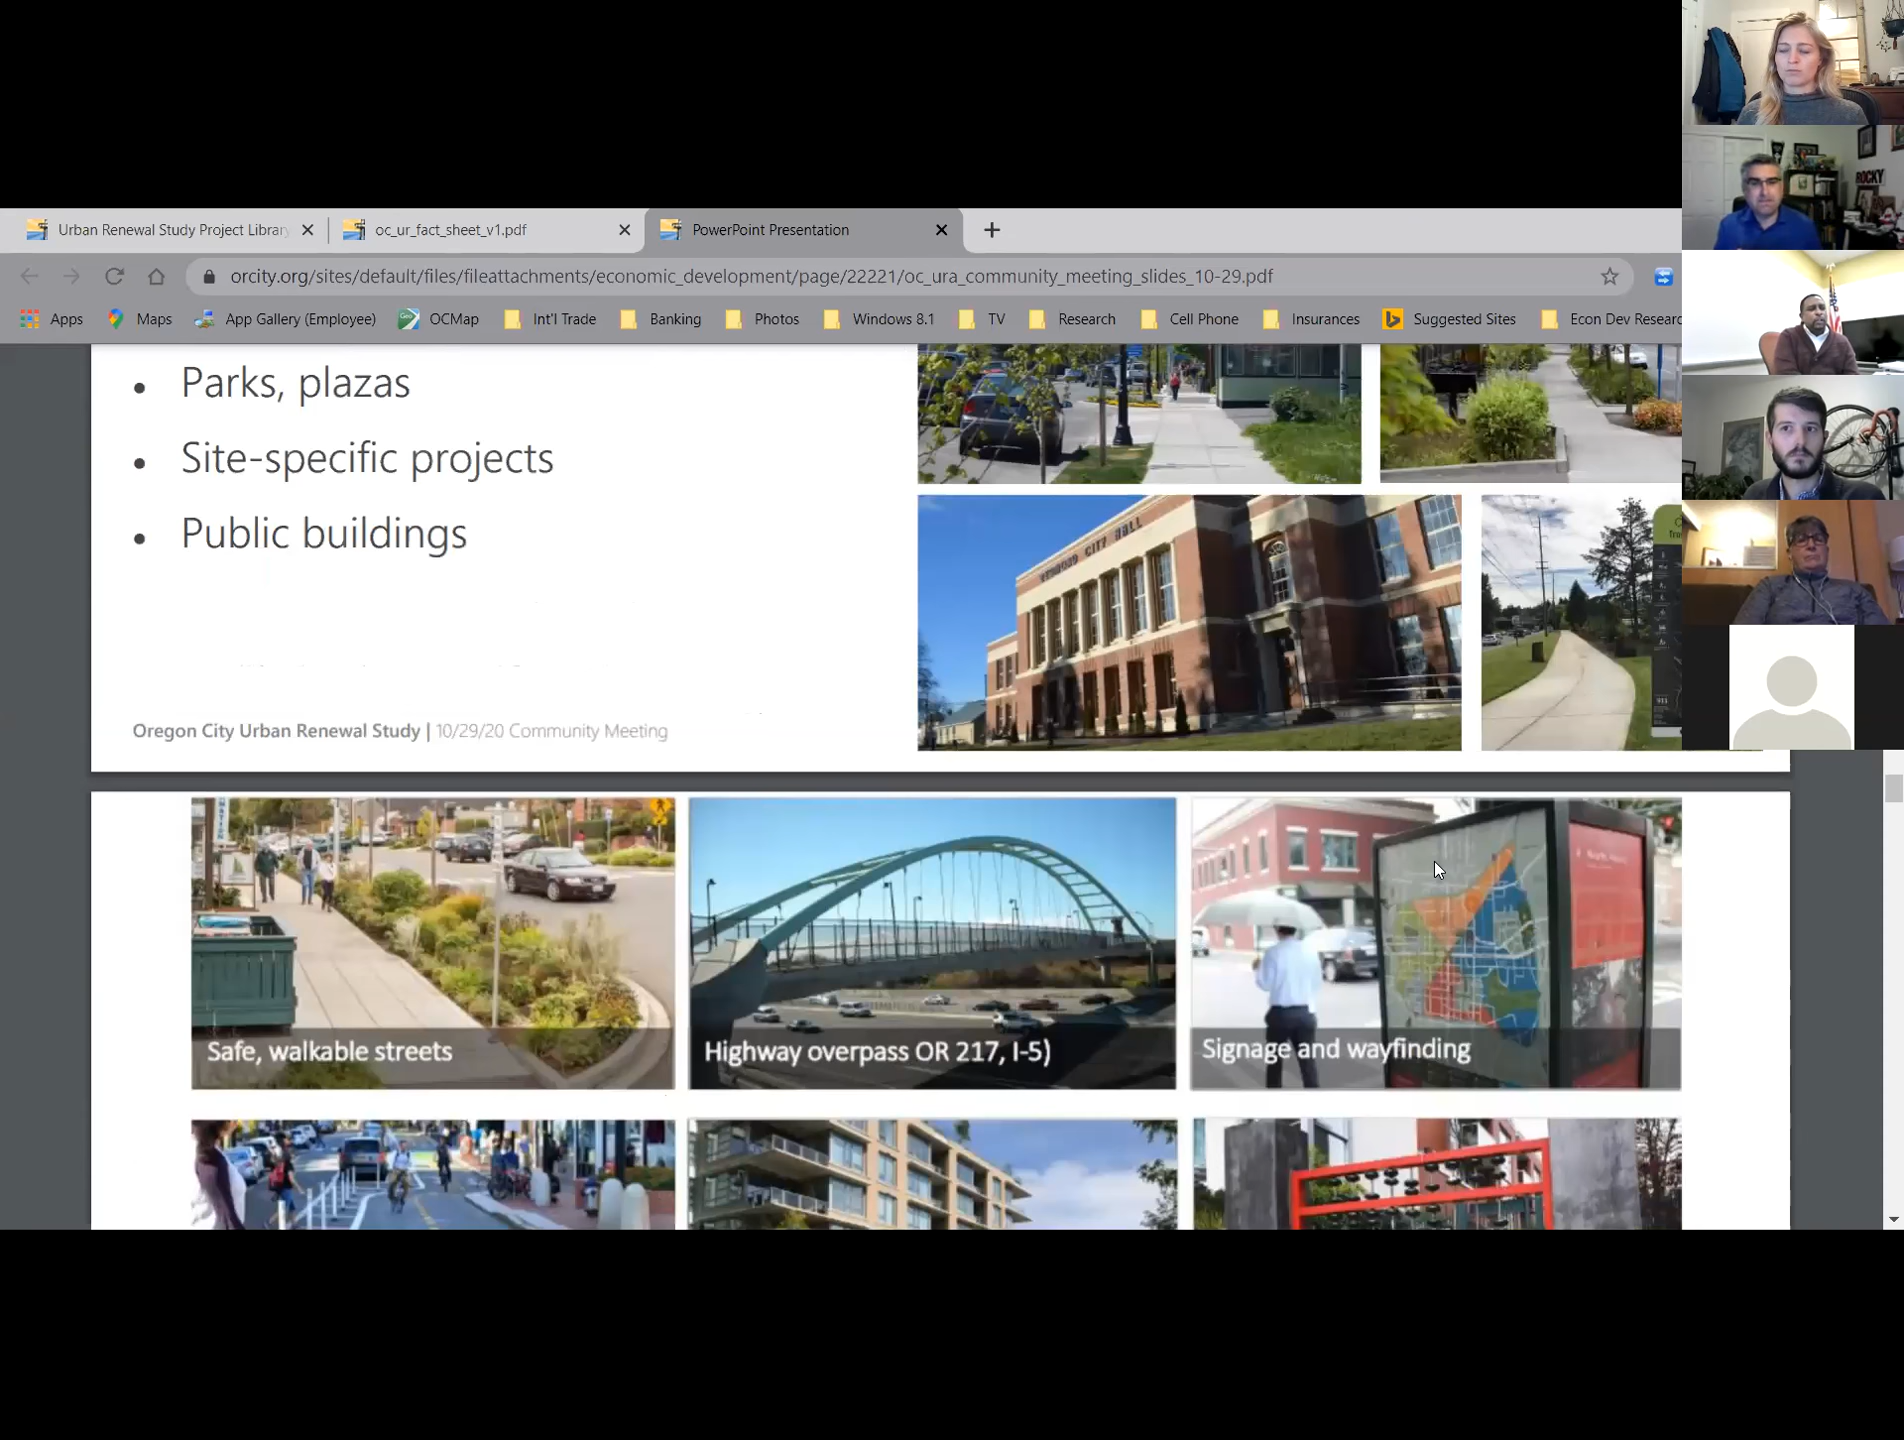 Urban Renewal Study Project Library
oc_ur_fact_sheet_v1.pdf
PowerPoint Presentation
orcity.org/sites/default/files/fileattachments/economic_development/page/22221/oc_ura_community_meeting_slides_10-29.pdf
Apps
Maps
App Gallery (Employee)
OCMap
Int'l Trade
Banking
Photos
Windows 8.1
TV
Research
Cell Phone
Insurances
Suggested Sites
Econ Dev Researc
ROCKY
• Parks, plazas
• Site-specific projects
• Public buildings
REDMOND CITY HALL
Oregon City Urban Renewal Study | 10/29/20 Community Meeting
Safe, walkable streets
Highway overpass OR 217, I-5)
Signage and wayfinding